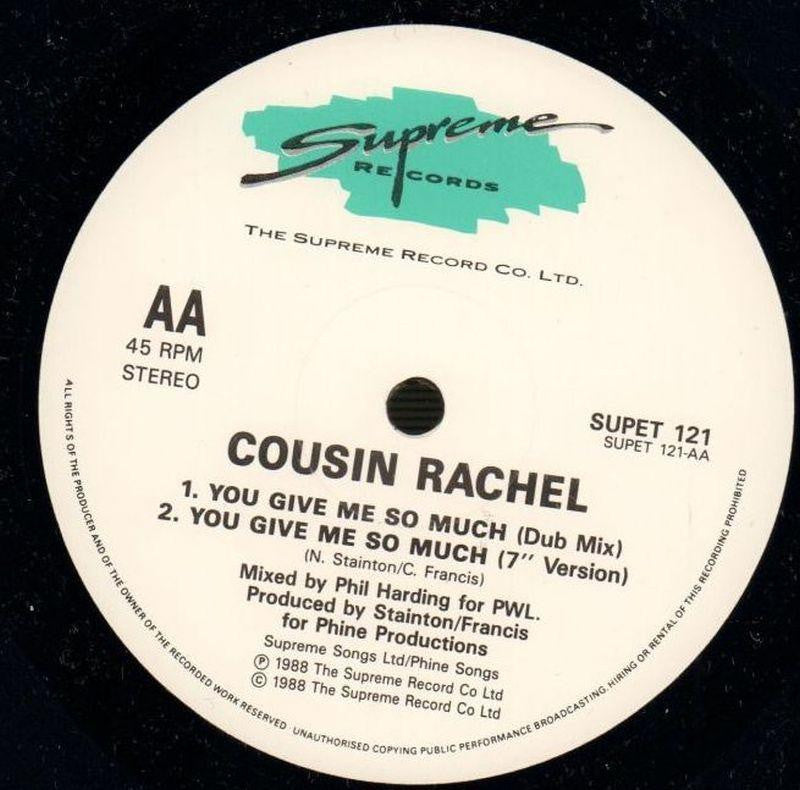 Supreme
RECORDS
THE SUPREME RECORD CO. LTD.
AA
45 RPM
STEREO
SUPET 121
SUPET 121-AA
COUSIN RACHEL
1. YOU GIVE ME SO MUCH (Dub Mix)
2. YOU GIVE ME SO MUCH (7" Version)
(N. Stainton/C. Francis)
Mixed by Phil Harding for PWL.
Produced by Stainton/Francis
for Phine Productions
Supreme Songs Ltd/Phine Songs
Ⓟ 1988 The Supreme Record Co Ltd
© 1988 The Supreme Record Co Ltd
ALL RIGHTS OF THE PRODUCER AND OF THE OWNER OF THE RECORDED WORK RESERVED. UNAUTHORISED COPYING PUBLIC PERFORMANCE BROADCASTING. HIRING OR RENTAL OF THIS RECORDING PROHIBITED